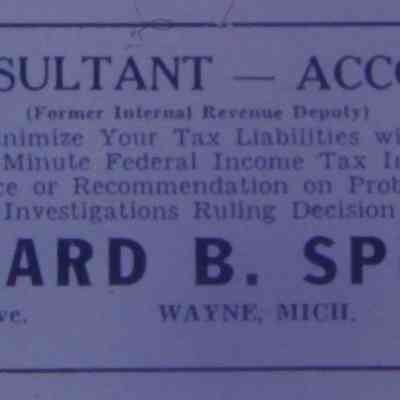 SULTANT — ACCO
(Former Internal Revenue Deputy)
nimize Your Tax Liabilities wi
Minute Federal Income Tax In
ce or Recommendation on Prob
Investigations Ruling Decision
ARD B. SP
ve. WAYNE, MICH.